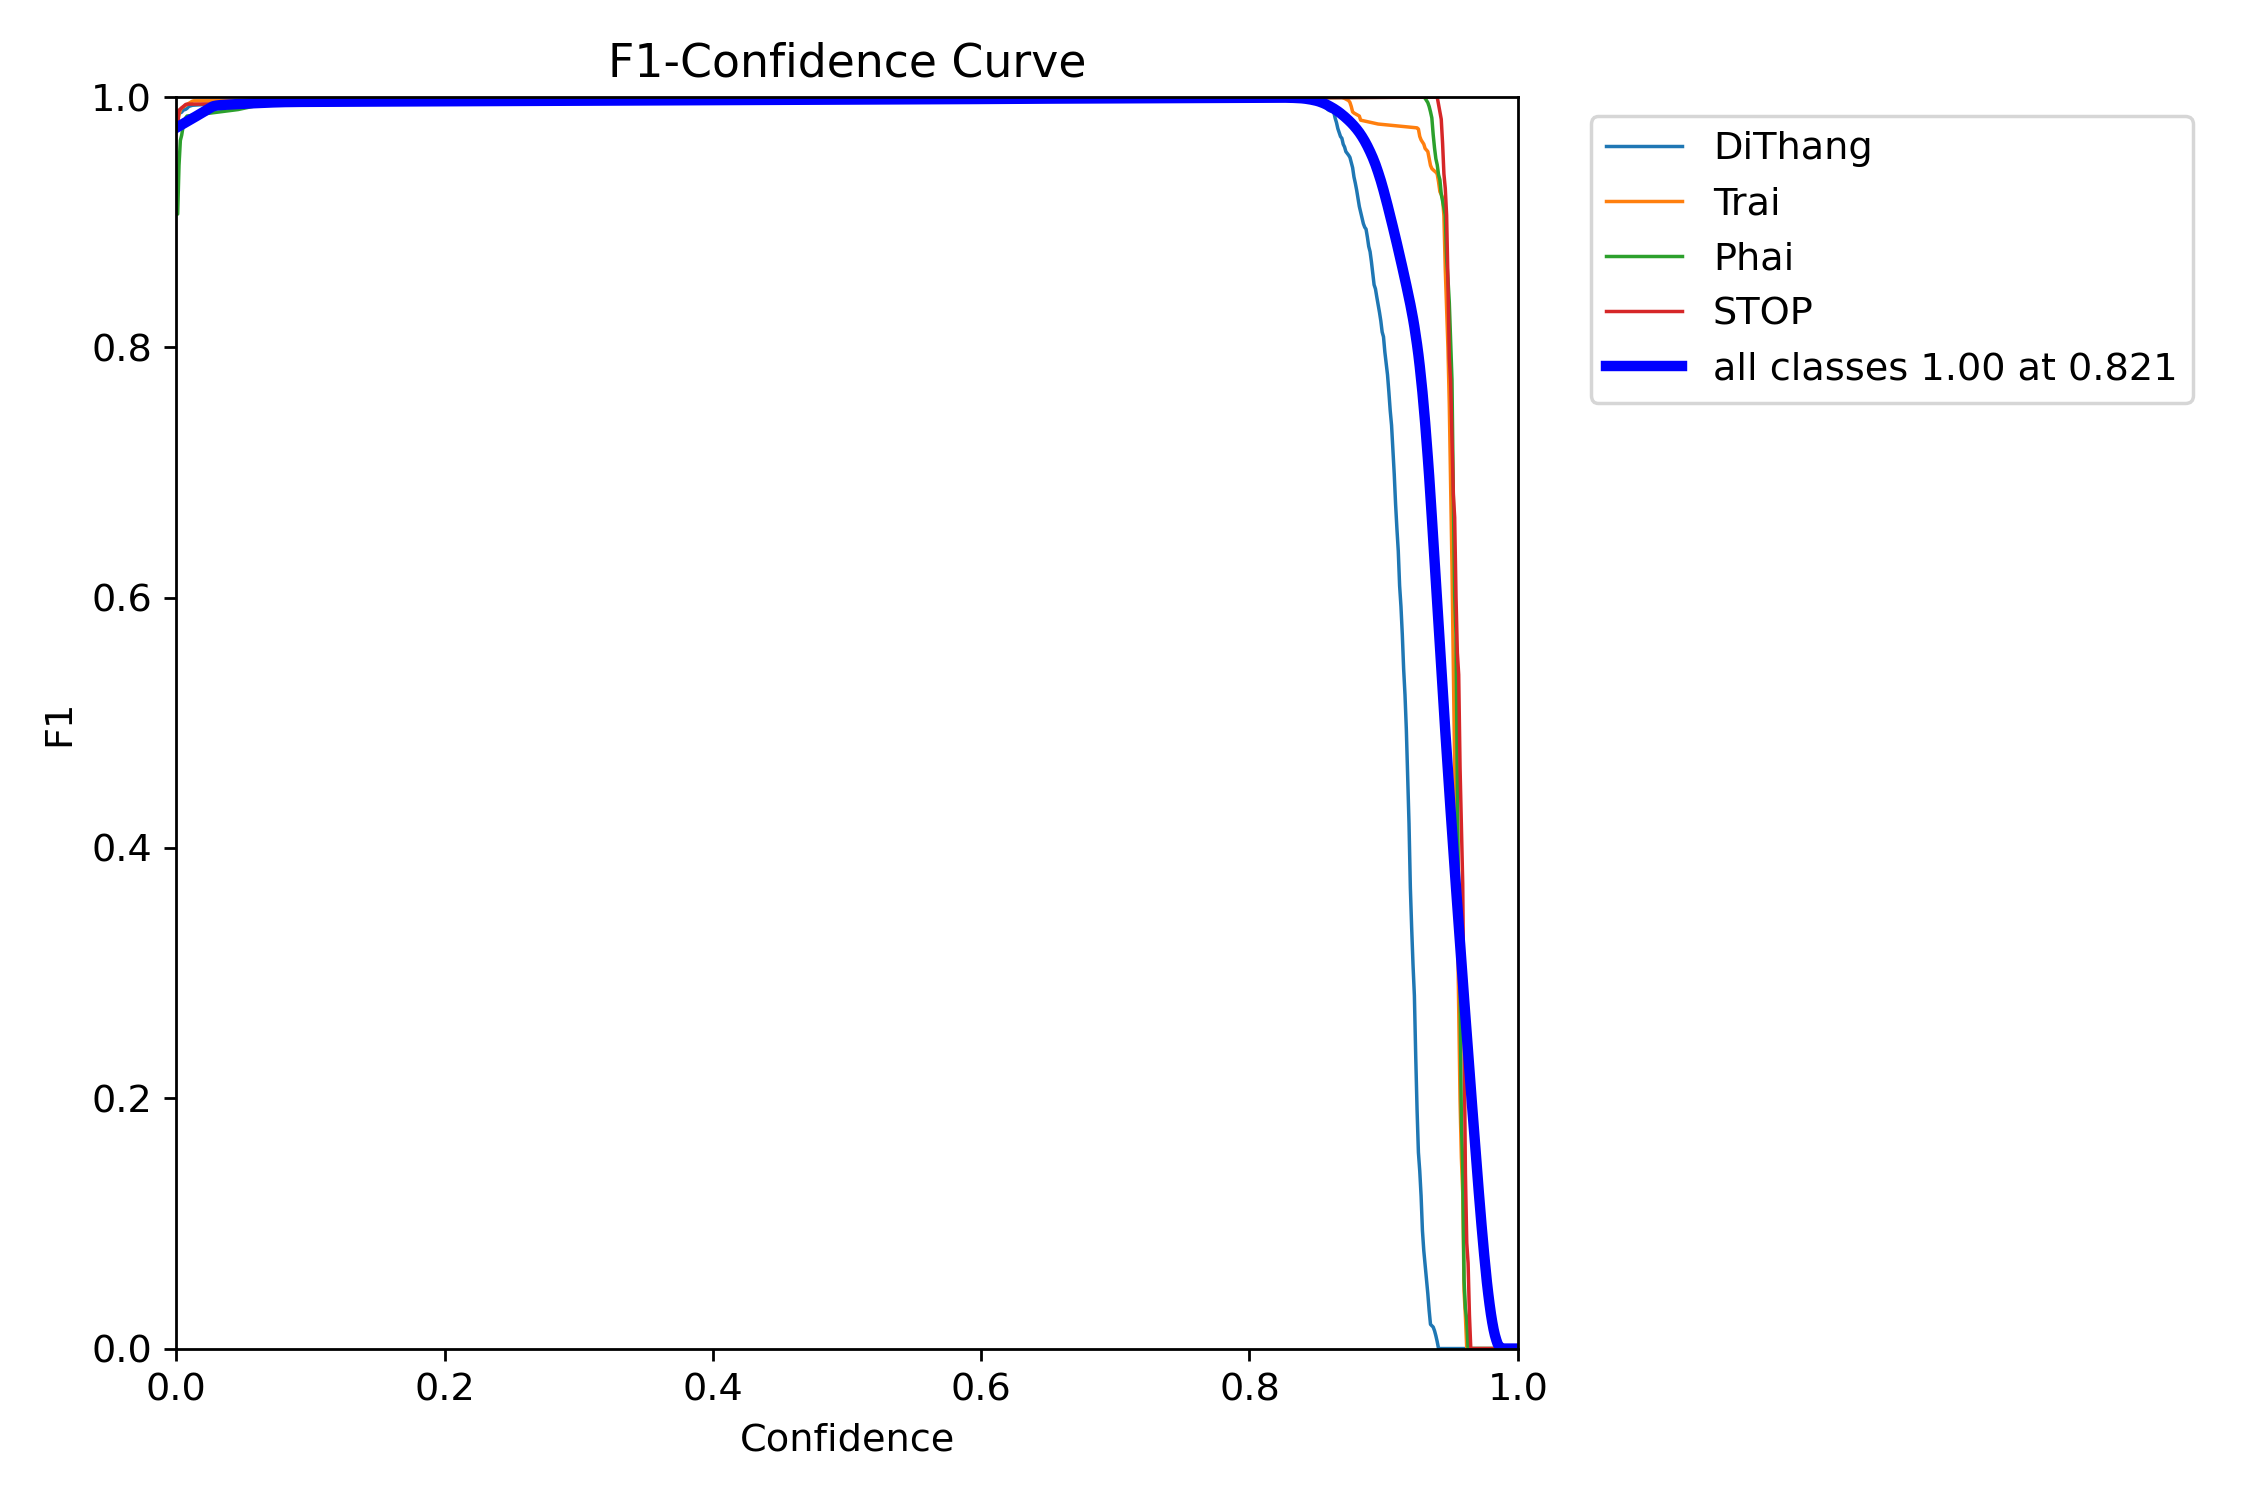 F1-Confidence Curve
1.0
0.8
0.6
0.4
0.2
0.0
F1
0.0 0.2 0.4 0.6 0.8 1.0
Confidence
DiThang
Trai
Phai
STOP
all classes 1.00 at 0.821